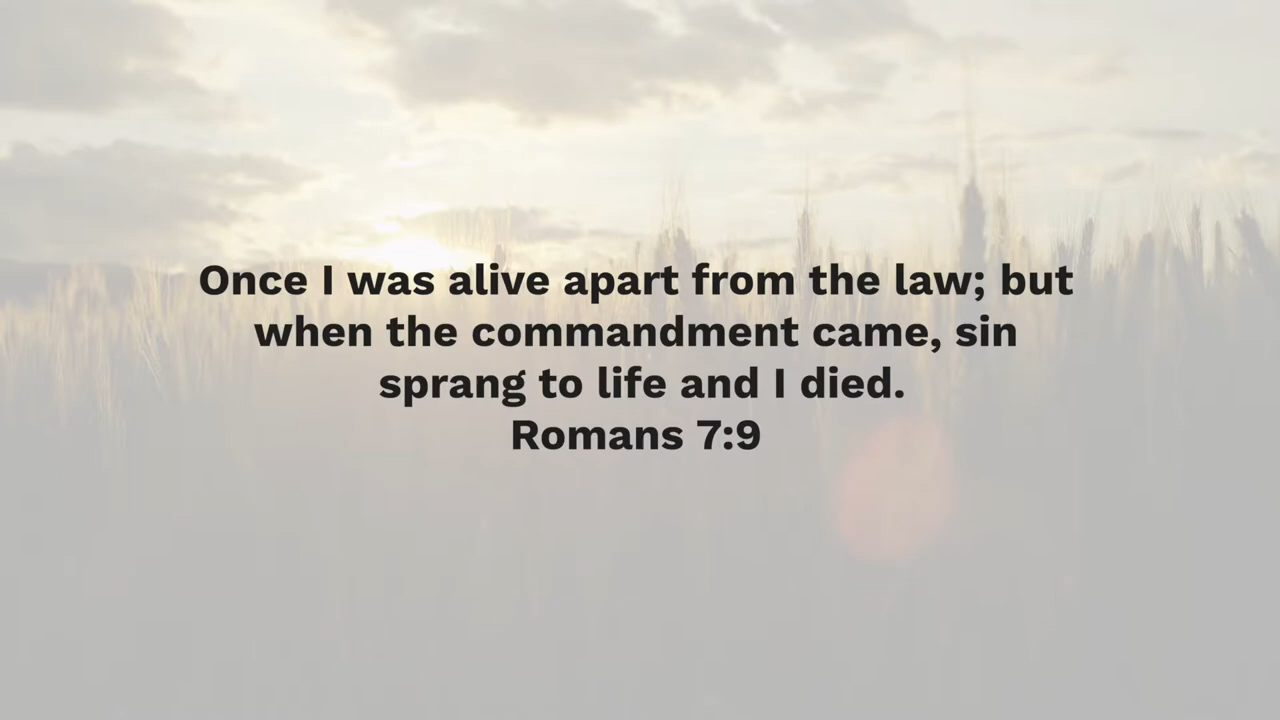 Once I was alive apart from the law; but
when the commandment came, sin
sprang to life and I died.
Romans 7:9